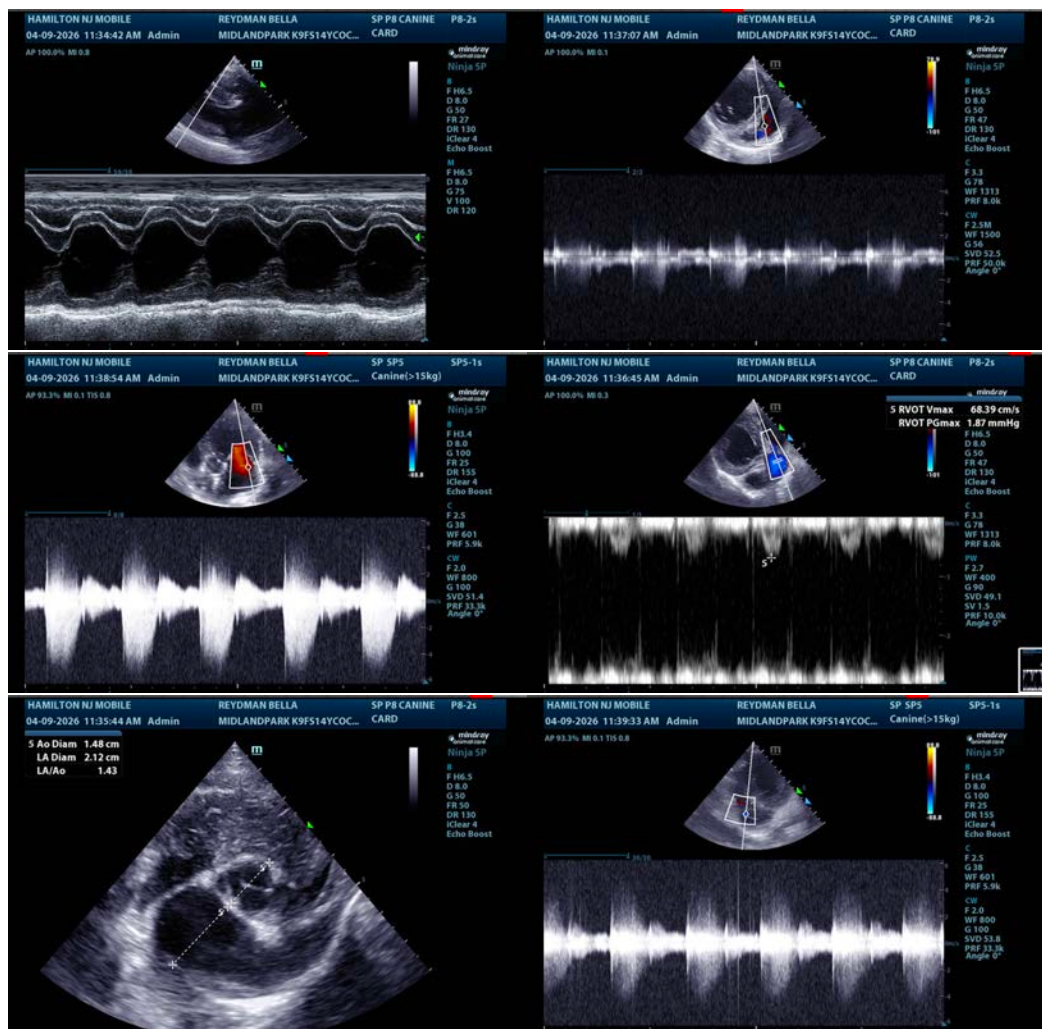 HAMILTON NJ MOBILE REYDMAN BELLA SP P8 CANINE P8-2s
04-09-2026 11:34:42 AM Admin MIDLANDPARK K9FS14YCOC... CARD
AP 100.0% MI 0.8
m
mindray
animal care
Ninja 5P
B
F H6.5
D 8.0
G 50
FR 27
DR 130
iClear 4
Echo Boost
M
F H6.5
D 8.0
G 75
V 100
DR 120
HAMILTON NJ MOBILE REYDMAN BELLA SP P8 CANINE P8-2s
04-09-2026 11:37:07 AM Admin MIDLANDPARK K9FS14YCOC... CARD
AP 100.0% MI 0.1
m
mindray
animal care
Ninja 5P
B
F H6.5
D 8.0
G 50
FR 47
DR 130
iClear 4
Echo Boost
C
F 3.3
G 78
WF 1313
PRF 8.0k
CW
F 2.5M
WF 1500
G 56
SVD 52.5
PRF 50.0k
Angle 0°
HAMILTON NJ MOBILE REYDMAN BELLA SP SP5 SP5-1s
04-09-2026 11:38:54 AM Admin MIDLANDPARK K9FS14YCOC... Canine(>15kg)
AP 93.3% MI 0.1 TIS 0.8
m
mindray
animal care
Ninja 5P
B
F H3.4
D 8.0
G 100
FR 25
DR 155
iClear 4
Echo Boost
C
F 2.5
G 38
WF 601
PRF 5.9k
CW
F 2.0
WF 800
G 100
SVD 51.4
PRF 33.3k
Angle 0°
HAMILTON NJ MOBILE REYDMAN BELLA SP P8 CANINE P8-2s
04-09-2026 11:36:45 AM Admin MIDLANDPARK K9FS14YCOC... CARD
AP 100.0% MI 0.3
m
mindray
5 RVOT Vmax 68.39 cm/s
RVOT PGmax 1.87 mmHg
F H6.5
D 8.0
G 50
FR 47
DR 130
iClear 4
Echo Boost
C
F 3.3
G 78
WF 1313
PRF 8.0k
PW
F 2.7
WF 400
G 90
SVD 49.1
SV 1.5
PRF 10.0k
Angle 0°
5
HAMILTON NJ MOBILE REYDMAN BELLA SP P8 CANINE P8-2s
04-09-2026 11:35:44 AM Admin MIDLANDPARK K9FS14YCOC... CARD
5 Ao Diam 1.48 cm
LA Diam 2.12 cm
LA/Ao 1.43
m
mindray
animal care
Ninja 5P
B
F H6.5
D 8.0
G 50
FR 50
DR 130
iClear 4
Echo Boost
HAMILTON NJ MOBILE REYDMAN BELLA SP SP5 SP5-1s
04-09-2026 11:39:33 AM Admin MIDLANDPARK K9FS14YCOC... Canine(>15kg)
AP 93.3% MI 0.1 TIS 0.8
m
mindray
animal care
Ninja 5P
B
F H3.4
D 8.0
G 100
FR 25
DR 155
iClear 4
Echo Boost
C
F 2.5
G 38
WF 601
PRF 5.9k
CW
F 2.0
WF 800
G 100
SVD 53.8
PRF 33.3k
Angle 0°